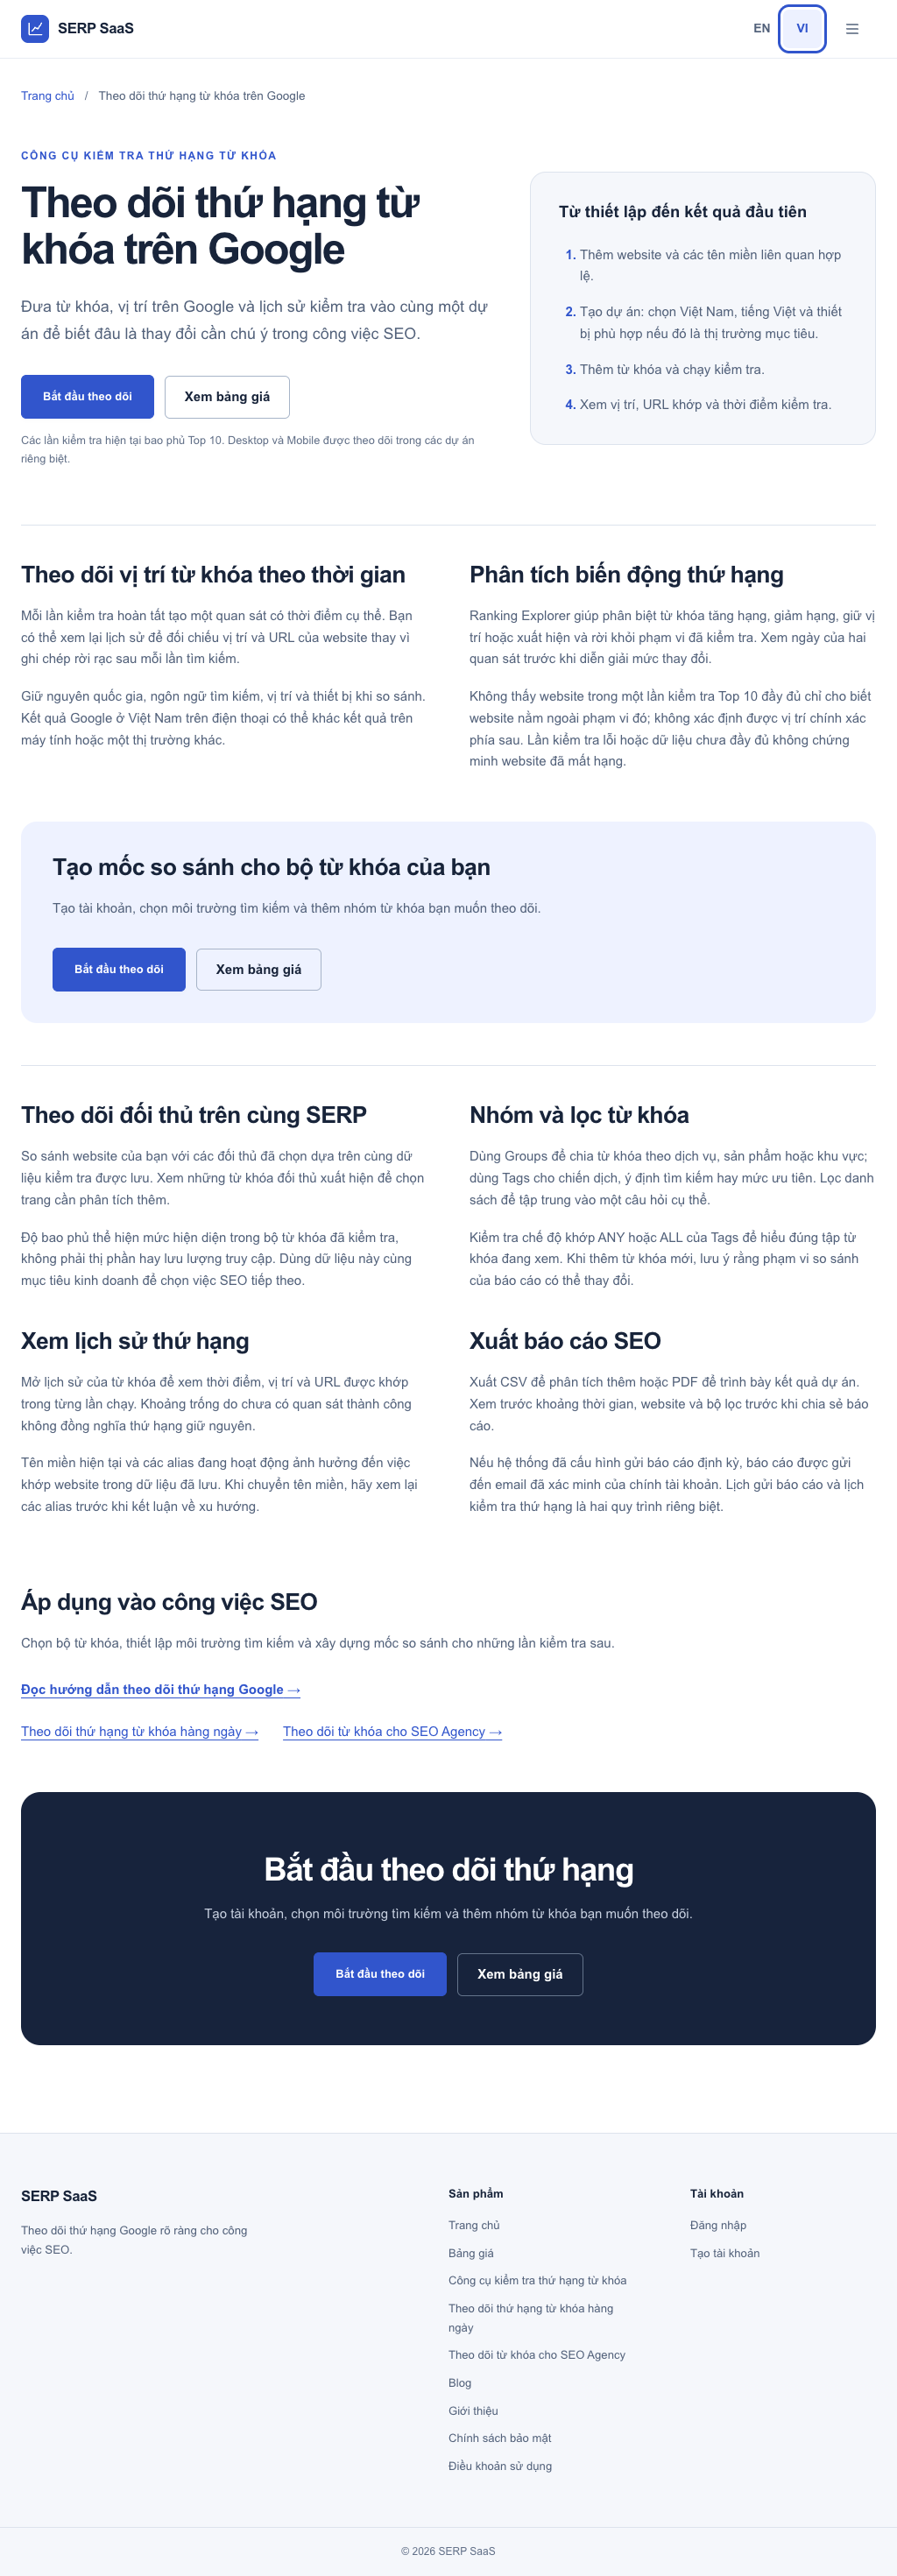 SERP SaaS
EN
VI
Trang chủ / Theo dõi thứ hạng từ khóa trên Google
CÔNG CỤ KIỂM TRA THỨ HẠNG TỪ KHÓA
Theo dõi thứ hạng từ
khóa trên Google
Đưa từ khóa, vị trí trên Google và lịch sử kiểm tra vào cùng một dự
án để biết đâu là thay đổi cần chú ý trong công việc SEO.
Bắt đầu theo dõi
Xem bảng giá
Các lần kiểm tra hiện tại bao phủ Top 10. Desktop và Mobile được theo dõi trong các dự án
riêng biệt.
Từ thiết lập đến kết quả đầu tiên
1. Thêm website và các tên miền liên quan hợp
lệ.
2. Tạo dự án: chọn Việt Nam, tiếng Việt và thiết
bị phù hợp nếu đó là thị trường mục tiêu.
3. Thêm từ khóa và chạy kiểm tra.
4. Xem vị trí, URL khớp và thời điểm kiểm tra.
Theo dõi vị trí từ khóa theo thời gian
Mỗi lần kiểm tra hoàn tất tạo một quan sát có thời điểm cụ thể. Bạn
có thể xem lại lịch sử để đối chiếu vị trí và URL của website thay vì
ghi chép rời rạc sau mỗi lần tìm kiếm.
Giữ nguyên quốc gia, ngôn ngữ tìm kiếm, vị trí và thiết bị khi so sánh.
Kết quả Google ở Việt Nam trên điện thoại có thể khác kết quả trên
máy tính hoặc một thị trường khác.
Phân tích biến động thứ hạng
Ranking Explorer giúp phân biệt từ khóa tăng hạng, giảm hạng, giữ vị
trí hoặc xuất hiện và rời khỏi phạm vi đã kiểm tra. Xem ngày của hai
quan sát trước khi diễn giải mức thay đổi.
Không thấy website trong một lần kiểm tra Top 10 đầy đủ chỉ cho biết
website nằm ngoài phạm vi đó; không xác định được vị trí chính xác
phía sau. Lần kiểm tra lỗi hoặc dữ liệu chưa đầy đủ không chứng
minh website đã mất hạng.
Tạo mốc so sánh cho bộ từ khóa của bạn
Tạo tài khoản, chọn môi trường tìm kiếm và thêm nhóm từ khóa bạn muốn theo dõi.
Bắt đầu theo dõi
Xem bảng giá
Theo dõi đối thủ trên cùng SERP
So sánh website của bạn với các đối thủ đã chọn dựa trên cùng dữ
liệu kiểm tra được lưu. Xem những từ khóa đối thủ xuất hiện để chọn
trang cần phân tích thêm.
Độ bao phủ thể hiện mức hiện diện trong bộ từ khóa đã kiểm tra,
không phải thị phần hay lưu lượng truy cập. Dùng dữ liệu này cùng
mục tiêu kinh doanh để chọn việc SEO tiếp theo.
Nhóm và lọc từ khóa
Dùng Groups để chia từ khóa theo dịch vụ, sản phẩm hoặc khu vực;
dùng Tags cho chiến dịch, ý định tìm kiếm hay mức ưu tiên. Lọc danh
sách để tập trung vào một câu hỏi cụ thể.
Kiểm tra chế độ khớp ANY hoặc ALL của Tags để hiểu đúng tập từ
khóa đang xem. Khi thêm từ khóa mới, lưu ý rằng phạm vi so sánh
của báo cáo có thể thay đổi.
Xem lịch sử thứ hạng
Mở lịch sử của từ khóa để xem thời điểm, vị trí và URL được khớp
trong từng lần chạy. Khoảng trống do chưa có quan sát thành công
không đồng nghĩa thứ hạng giữ nguyên.
Tên miền hiện tại và các alias đang hoạt động ảnh hưởng đến việc
khớp website trong dữ liệu đã lưu. Khi chuyển tên miền, hãy xem lại
các alias trước khi kết luận về xu hướng.
Xuất báo cáo SEO
Xuất CSV để phân tích thêm hoặc PDF để trình bày kết quả dự án.
Xem trước khoảng thời gian, website và bộ lọc trước khi chia sẻ báo
cáo.
Nếu hệ thống đã cấu hình gửi báo cáo định kỳ, báo cáo được gửi
đến email đã xác minh của chính tài khoản. Lịch gửi báo cáo và lịch
kiểm tra thứ hạng là hai quy trình riêng biệt.
Áp dụng vào công việc SEO
Chọn bộ từ khóa, thiết lập môi trường tìm kiếm và xây dựng mốc so sánh cho những lần kiểm tra sau.
Đọc hướng dẫn theo dõi thứ hạng Google →
Theo dõi thứ hạng từ khóa hàng ngày →
Theo dõi từ khóa cho SEO Agency →
Bắt đầu theo dõi thứ hạng
Tạo tài khoản, chọn môi trường tìm kiếm và thêm nhóm từ khóa bạn muốn theo dõi.
Bắt đầu theo dõi
Xem bảng giá
SERP SaaS
Theo dõi thứ hạng Google rõ ràng cho công
việc SEO.
Sản phẩm
Trang chủ
Bảng giá
Công cụ kiểm tra thứ hạng từ khóa
Theo dõi thứ hạng từ khóa hàng
ngày
Theo dõi từ khóa cho SEO Agency
Blog
Giới thiệu
Chính sách bảo mật
Điều khoản sử dụng
Tài khoản
Đăng nhập
Tạo tài khoản
© 2026 SERP SaaS